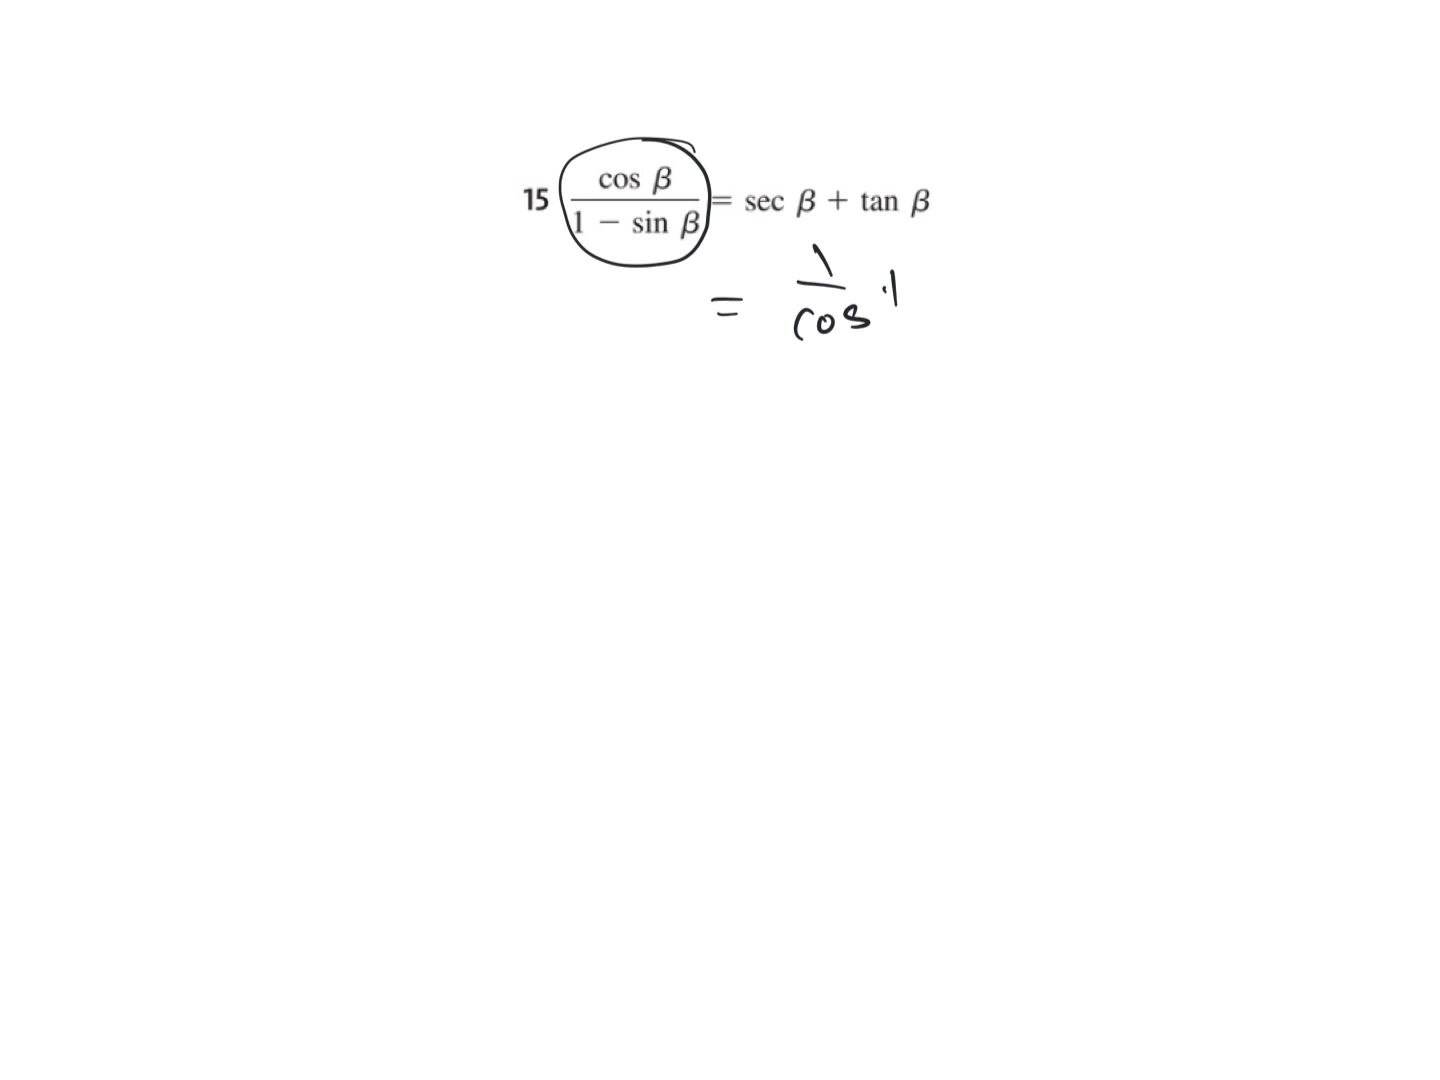 15 cos β / 1 − sin β = sec β + tan β
= 1 / cos